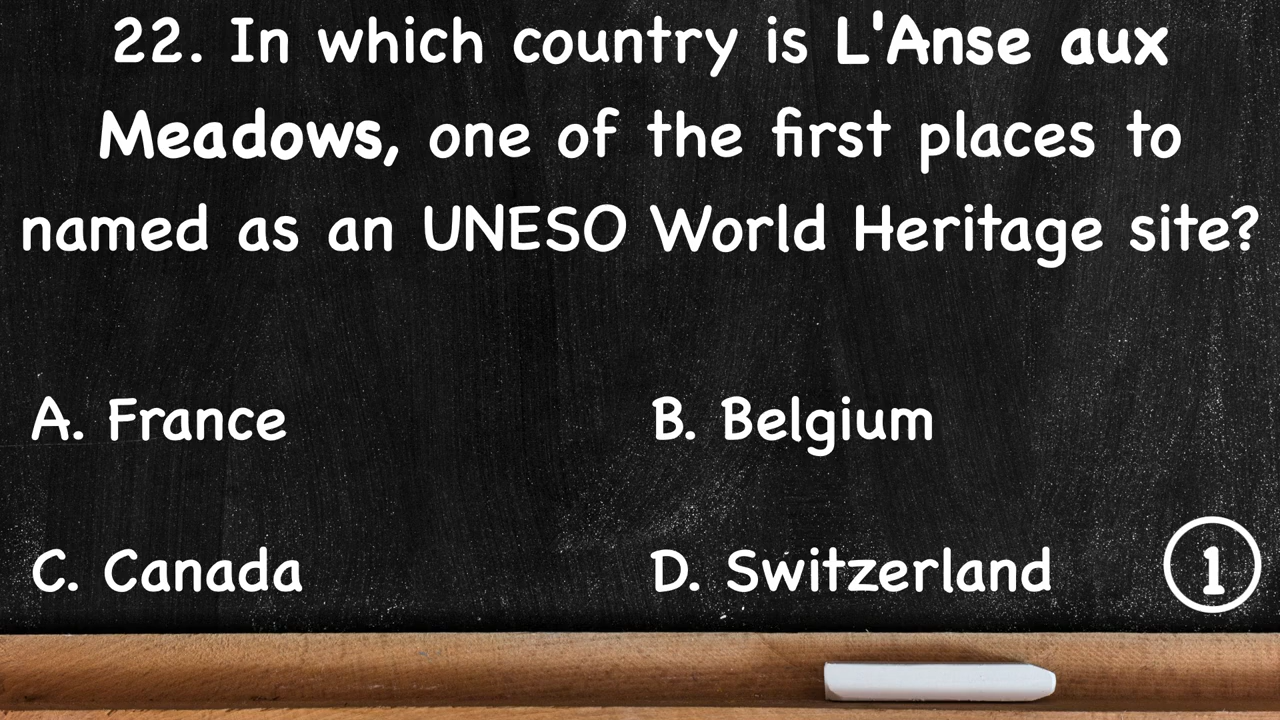 22. In which country is L'Anse aux
Meadows, one of the first places to
named as an UNESO World Heritage site?
A. France
B. Belgium
C. Canada
D. Switzerland
1